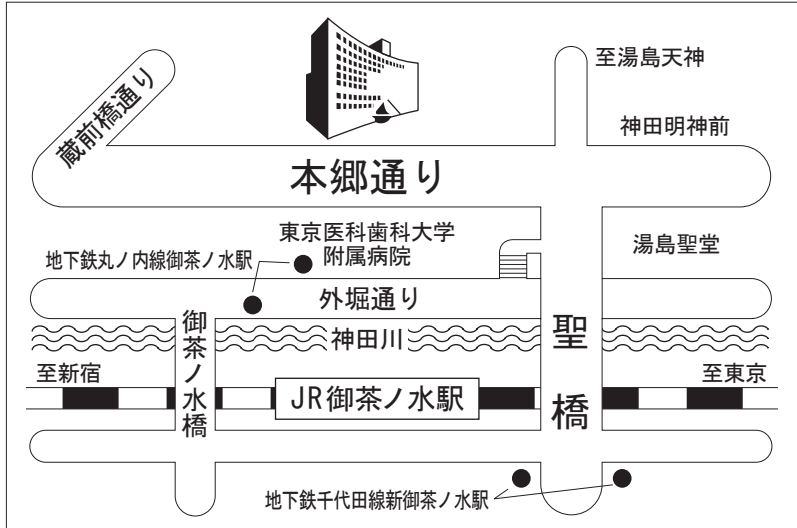 至湯島天神
蔵前橋通り
神田明神前
本郷通り
東京医科歯科大学
附属病院
湯島聖堂
地下鉄丸ノ内線御茶ノ水駅
外堀通り
神田川
御茶ノ水橋
聖橋
至新宿
至東京
JR御茶ノ水駅
地下鉄千代田線新御茶ノ水駅